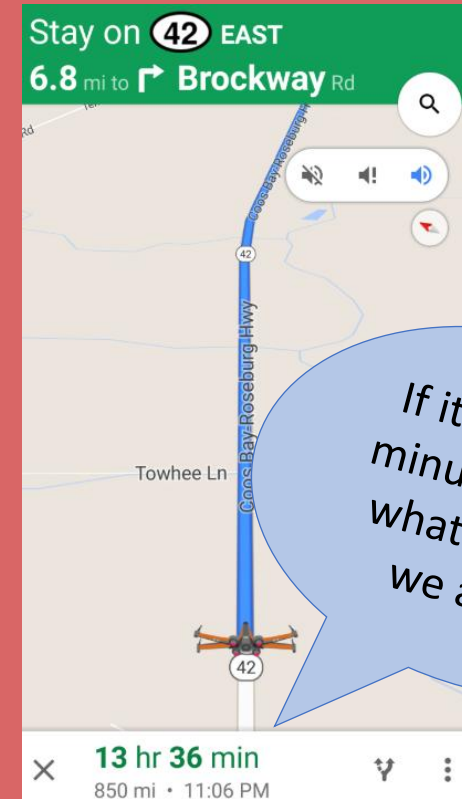 Stay on 42 EAST
6.8 mi to Brockway Rd
Rd
Coos Bay-Roseburg H
42
Coos Bay-Roseburg Hwy
Towhee Ln
42
If it
minu
what
we a
13 hr 36 min
850 mi • 11:06 PM